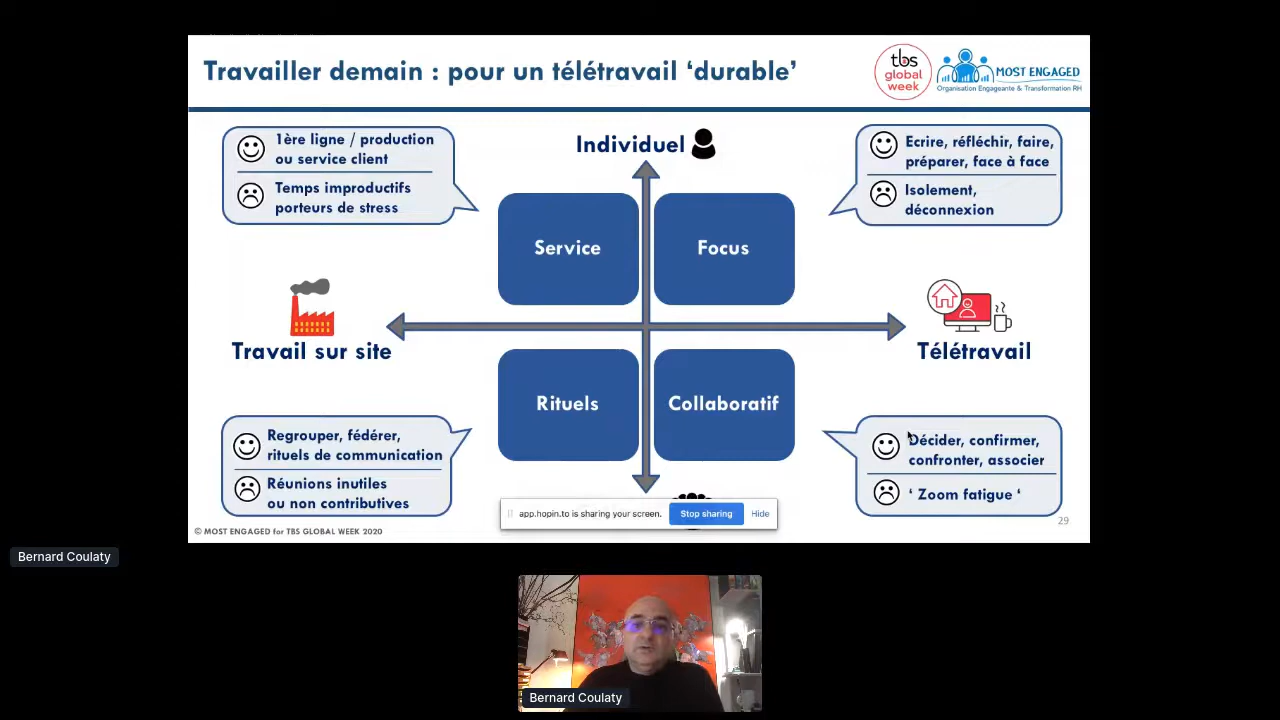 Travailler demain : pour un télétravail ‘durable’
tbs
global
week
MOST ENGAGED
Organisation Engageante & Transformation RH
1ère ligne / production
ou service client
Temps improductifs
porteurs de stress
Individuel
Ecrire, réfléchir, faire,
préparer, face à face
Isolement,
déconnexion
Service
Focus
Travail sur site
Télétravail
Rituels
Collaboratif
Regrouper, fédérer,
rituels de communication
Réunions inutiles
ou non contributives
Décider, confirmer,
confronter, associer
‘ Zoom fatigue ‘
app.hopin.to is sharing your screen.
Stop sharing
Hide
29
© MOST ENGAGED for TBS GLOBAL WEEK 2020
Bernard Coulaty
Bernard Coulaty